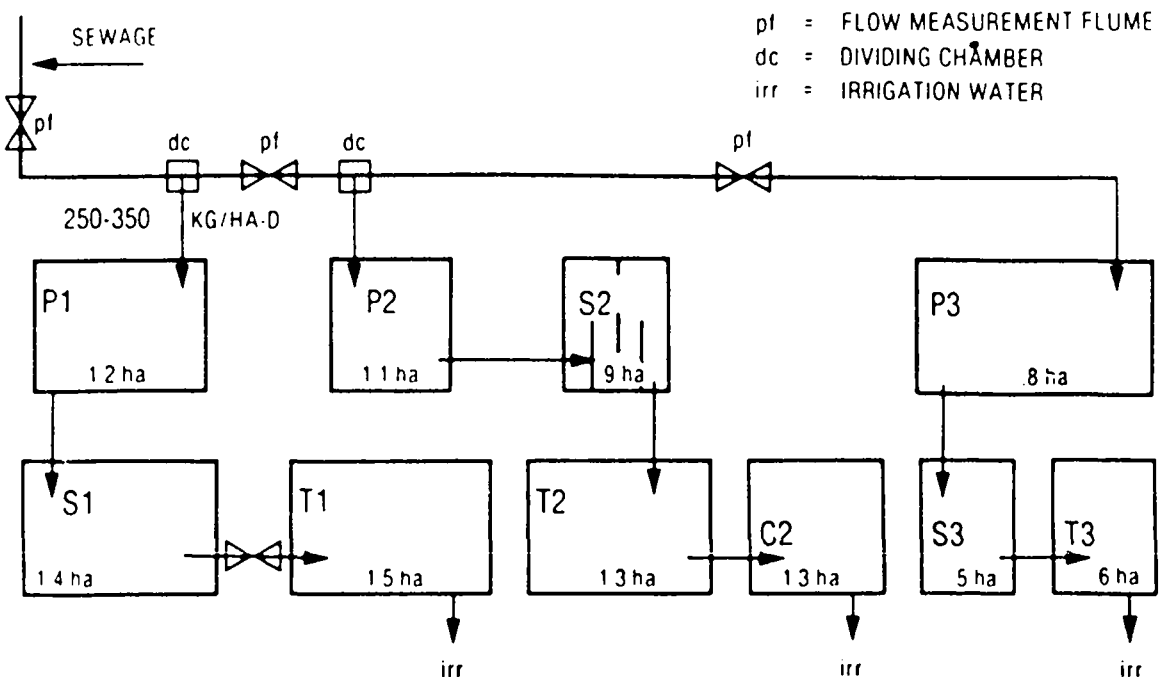 SEWAGE
pf = FLOW MEASUREMENT FLUME
dc = DIVIDING CHAMBER
irr = IRRIGATION WATER
pf
dc
pf
dc
pf
250-350 KG/HA-D
P1
12 ha
P2
11 ha
S2
9 ha
P3
.8 ha
S1
14 ha
T1
15 ha
T2
13 ha
C2
13 ha
S3
5 ha
T3
6 ha
irr
irr
irr